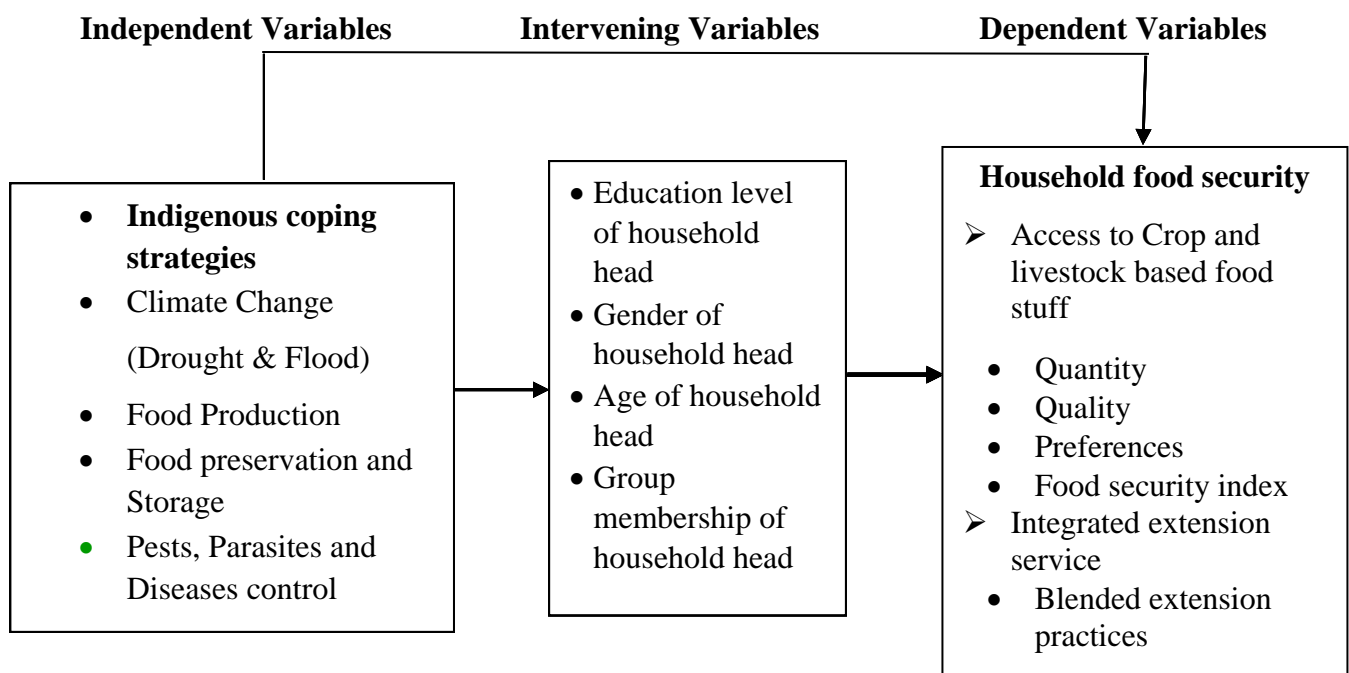 Independent Variables Intervening Variables Dependent Variables
• Indigenous coping
strategies
• Climate Change
(Drought & Flood)
• Food Production
• Food preservation and
Storage
• Pests, Parasites and
Diseases control
• Education level
of household
head
• Gender of
household head
• Age of household
head
• Group
membership of
household head
Household food security
➢ Access to Crop and
livestock based food
stuff
• Quantity
• Quality
• Preferences
• Food security index
➢ Integrated extension
service
• Blended extension
practices